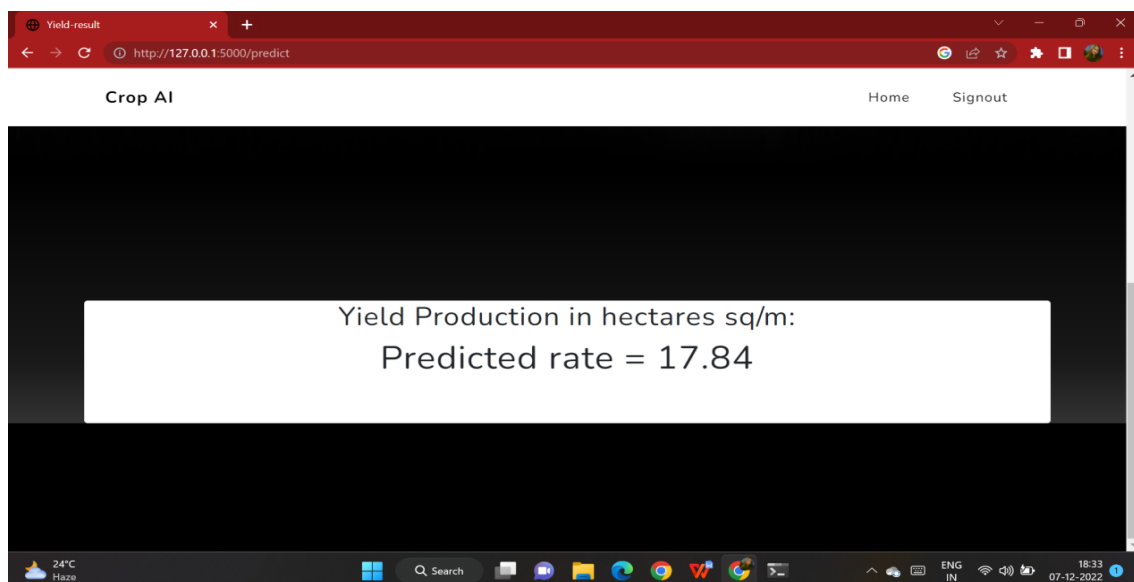 Yield-result
http://127.0.0.1:5000/predict
Crop AI
Home Signout
Yield Production in hectares sq/m:
Predicted rate = 17.84
24°C
Haze
Search
ENG
IN
18:33
07-12-2022
1